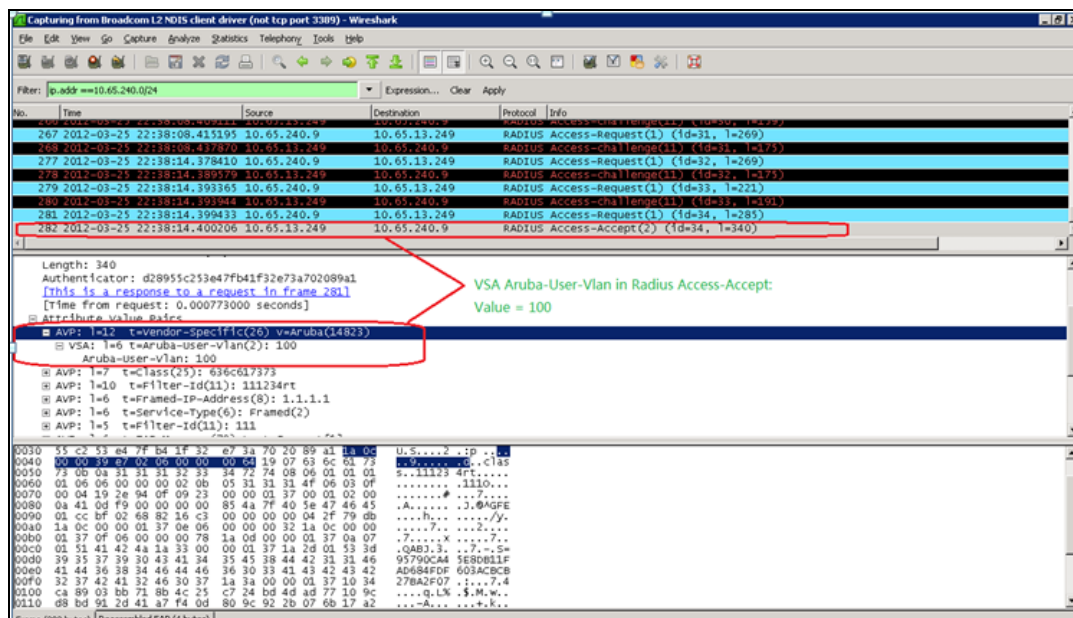 Capturing from Broadcom L2 NDIS client driver (not tcp port 3389) - Wireshark
File Edit View Go Capture Analyze Statistics Telephony Tools Help
Filter: ip.addr ==10.65.240.0/24 Expression... Clear Apply
No. Time Source Destination Protocol Info
267 2012-03-25 22:38:08.415195 10.65.240.9 10.65.13.249 RADIUS Access-Request(1) (id=31, l=269)
268 2012-03-25 22:38:08.437870 10.65.13.249 10.65.240.9 RADIUS Access-challenge(11) (id=31, l=175)
277 2012-03-25 22:38:14.378410 10.65.240.9 10.65.13.249 RADIUS Access-Request(1) (id=32, l=269)
278 2012-03-25 22:38:14.389579 10.65.13.249 10.65.240.9 RADIUS Access-challenge(11) (id=32, l=175)
279 2012-03-25 22:38:14.393365 10.65.240.9 10.65.13.249 RADIUS Access-Request(1) (id=33, l=221)
280 2012-03-25 22:38:14.393944 10.65.13.249 10.65.240.9 RADIUS Access-challenge(11) (id=33, l=191)
281 2012-03-25 22:38:14.399433 10.65.240.9 10.65.13.249 RADIUS Access-Request(1) (id=34, l=285)
282 2012-03-25 22:38:14.400206 10.65.13.249 10.65.240.9 RADIUS Access-Accept(2) (id=34, l=340)
Length: 340
Authenticator: d28955c253e47fb41f32e73a702089a1
[This is a response to a request in frame 281]
[Time from request: 0.000773000 seconds]
Attribute Value Pairs
AVP: l=12 t=Vendor-Specific(26) v=Aruba(14823)
VSA: l=6 t=Aruba-User-Vlan(2): 100
Aruba-User-Vlan: 100
AVP: l=7 t=Class(25): 636c617373
AVP: l=10 t=Filter-Id(11): 111234rt
AVP: l=6 t=Framed-IP-Address(8): 1.1.1.1
AVP: l=6 t=Service-Type(6): Framed(2)
AVP: l=5 t=Filter-Id(11): 111
VSA Aruba-User-Vlan in Radius Access-Accept:
Value = 100
0030 55 c2 53 e4 7f b4 1f 32 e7 3a 70 20 89 a1 1a 0c U.S....2 .:p ....
0040 00 00 39 e7 02 06 00 00 00 64 19 07 63 6c 61 73 ..9..... .d..clas
0050 73 0b 0a 31 31 31 32 33 34 72 74 08 06 01 01 01 s..11123 4rt.....
0060 01 06 06 00 00 00 02 0b 05 31 31 31 4f 06 03 0f ........ .111O...
0070 00 04 19 2e 94 0f 09 23 00 00 01 37 00 01 02 00 .......# ...7....
0080 0a 41 0d f9 00 00 00 00 85 4a 7f 40 5e 47 46 45 .A...... .J.@^GFE
0090 01 cc bf 02 68 82 16 c3 00 00 00 00 04 2f 79 db ....h... ...../y.
00a0 1a 0c 00 00 01 37 0e 06 00 00 00 32 1a 0c 00 00 .....7.. ...2....
00b0 01 37 0f 06 00 00 00 78 1a 0d 00 00 01 37 0a 07 .7.....x .....7..
00c0 01 51 41 42 4a 1a 33 00 00 01 37 1a 2d 01 53 3d .QABJ.3. ..7.-.S=
00d0 39 35 37 39 30 43 41 34 35 45 38 44 42 31 31 46 95790CA4 5E8DB11F
00e0 41 44 36 38 34 46 44 46 36 30 33 41 43 42 43 42 AD684FDF 603ACBCB
00f0 32 37 42 41 32 46 30 37 1a 3a 00 00 01 37 10 34 27BA2F07 .:...7.4
0100 ca 89 03 bb 71 8b 4c 25 c7 24 bd 4d ad 77 10 9c ....q.L% .$.M.w..
0110 d8 bd 91 2d 41 a7 f4 0d 80 9c 92 2b 07 6b 17 a2 ...-A... ...+.k..